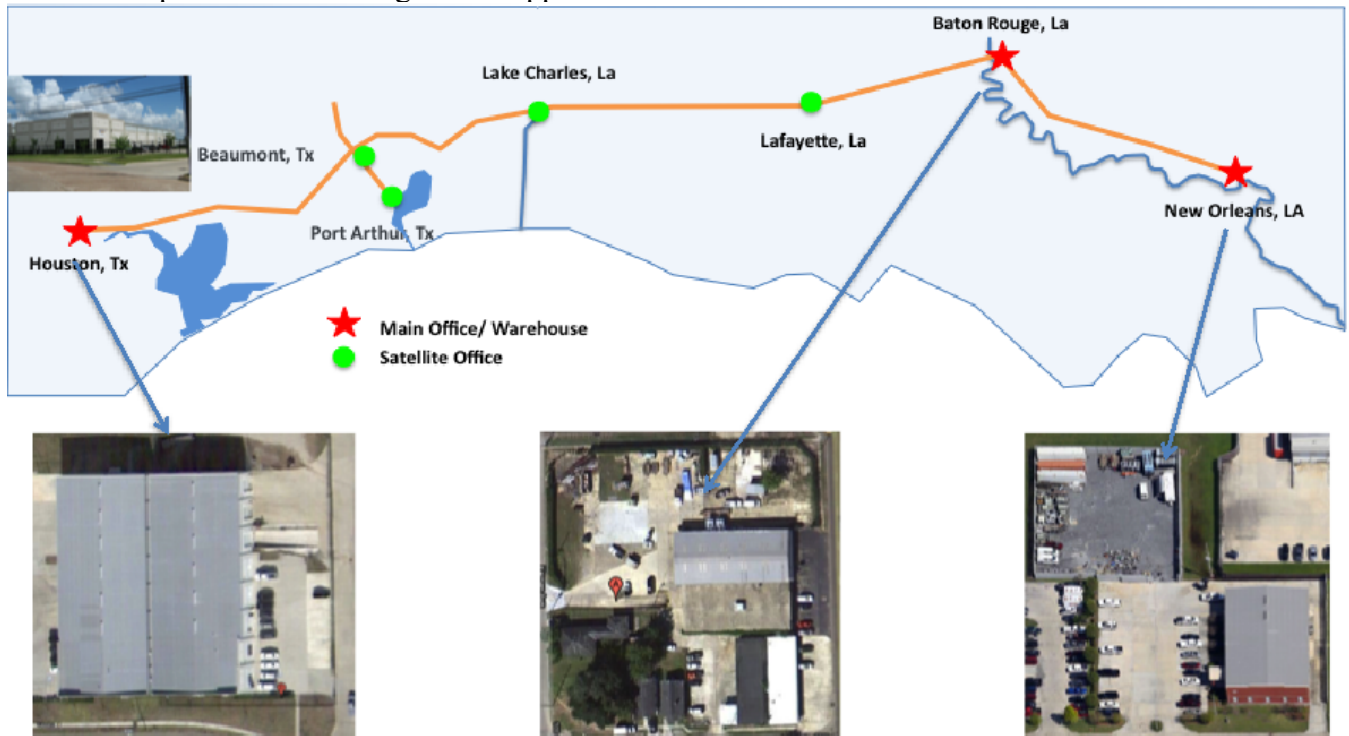 Baton Rouge, La
Lake Charles, La
Beaumont, Tx
Lafayette, La
Port Arthur, Tx
New Orleans, LA
Houston, Tx
Main Office/ Warehouse
Satellite Office